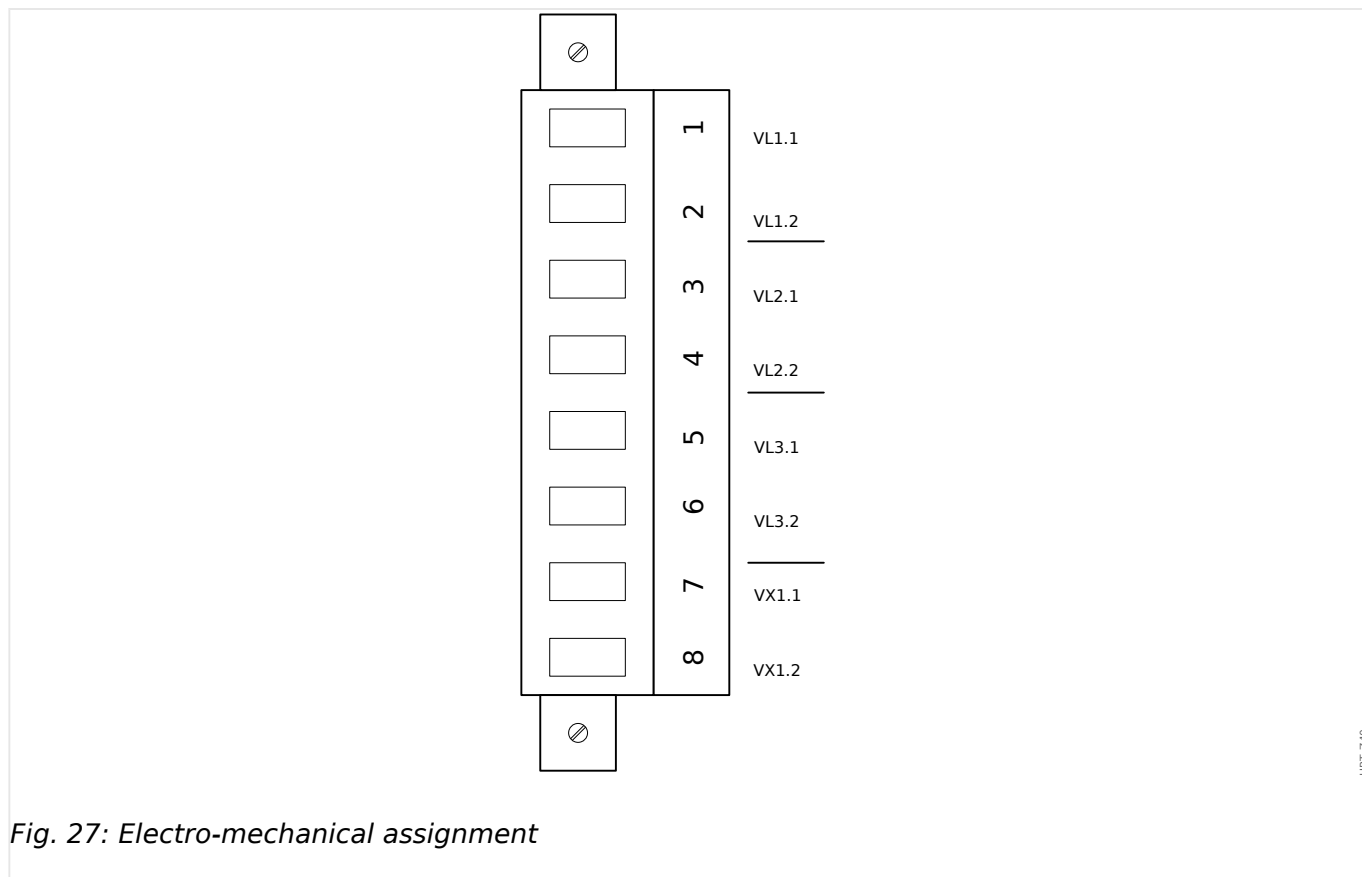 1 VL1.1
2 VL1.2
3 VL2.1
4 VL2.2
5 VL3.1
6 VL3.2
7 VX1.1
8 VX1.2
Fig. 27: Electro-mechanical assignment